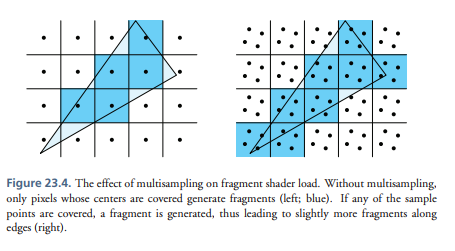 Figure 23.4. The effect of multisampling on fragment shader load. Without multisampling,
only pixels whose centers are covered generate fragments (left; blue). If any of the sample
points are covered, a fragment is generated, thus leading to slightly more fragments along
edges (right).